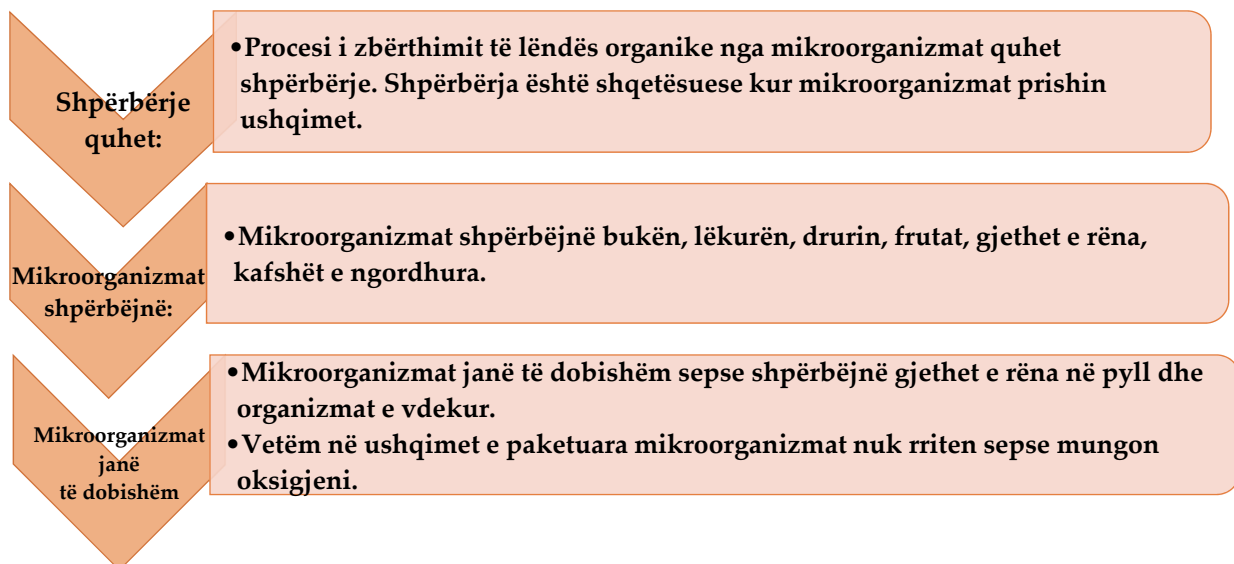 Shpërbërje
quhet:
•Procesi i zbërthimit të lëndës organike nga mikroorganizmat quhet
shpërbërje. Shpërbërja është shqetësuese kur mikroorganizmat prishin
ushqimet.
Mikroorganizmat
shpërbëjnë:
•Mikroorganizmat shpërbëjnë bukën, lëkurën, drurin, frutat, gjethet e rëna,
kafshët e ngordhura.
Mikroorganizmat
janë
të dobishëm
•Mikroorganizmat janë të dobishëm sepse shpërbëjnë gjethet e rëna në pyll dhe
organizmat e vdekur.
•Vetëm në ushqimet e paketuara mikroorganizmat nuk rriten sepse mungon
oksigjeni.